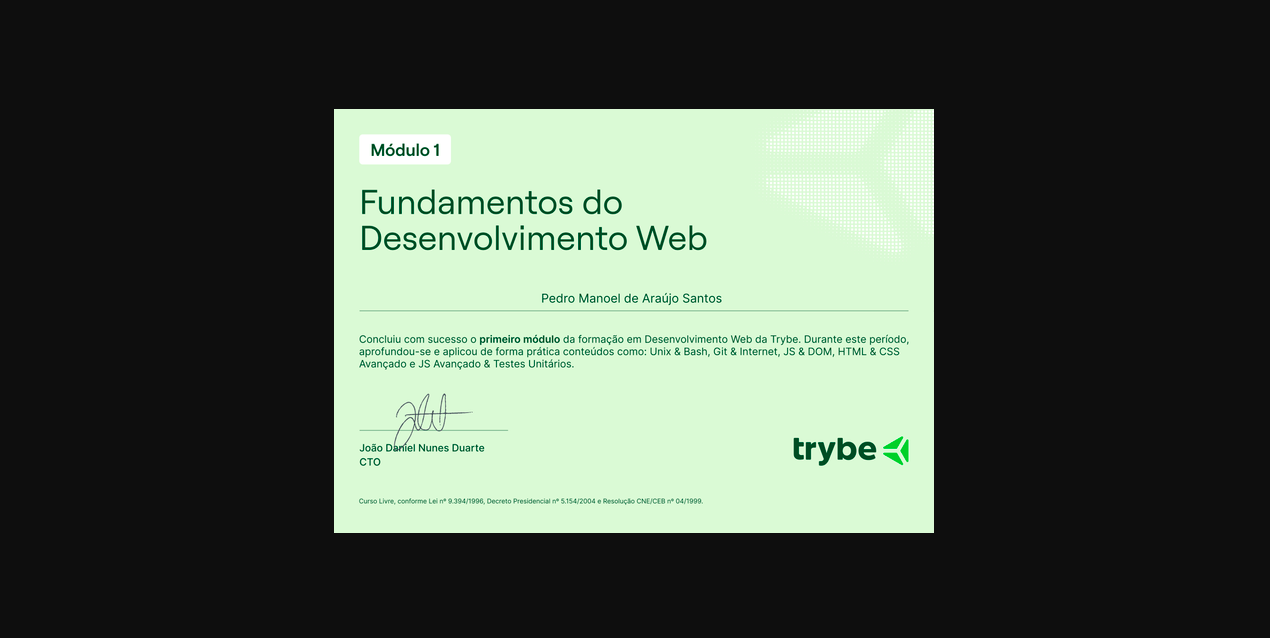 Módulo 1
Fundamentos do
Desenvolvimento Web
Pedro Manoel de Araújo Santos
Concluiu com sucesso o primeiro módulo da formação em Desenvolvimento Web da Trybe. Durante este período,
aprofundou-se e aplicou de forma prática conteúdos como: Unix & Bash, Git & Internet, JS & DOM, HTML & CSS
Avançado e JS Avançado & Testes Unitários.
João Daniel Nunes Duarte
CTO
trybe
Curso Livre, conforme Lei nº 9.394/1996, Decreto Presidencial nº 5.154/2004 e Resolução CNE/CEB nº 04/1999.